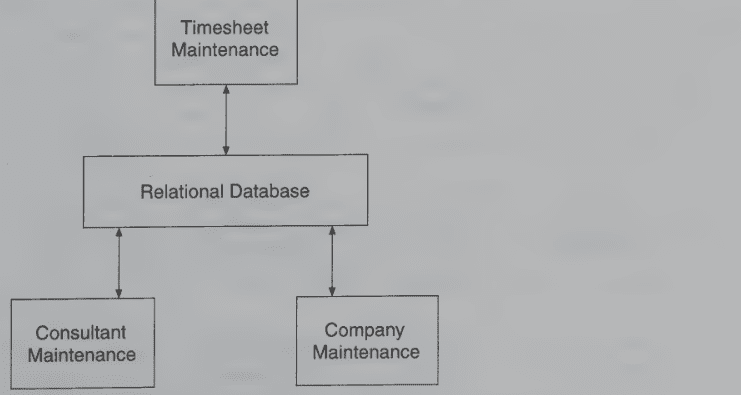 Timesheet
Maintenance
Relational Database
Consultant
Maintenance
Company
Maintenance